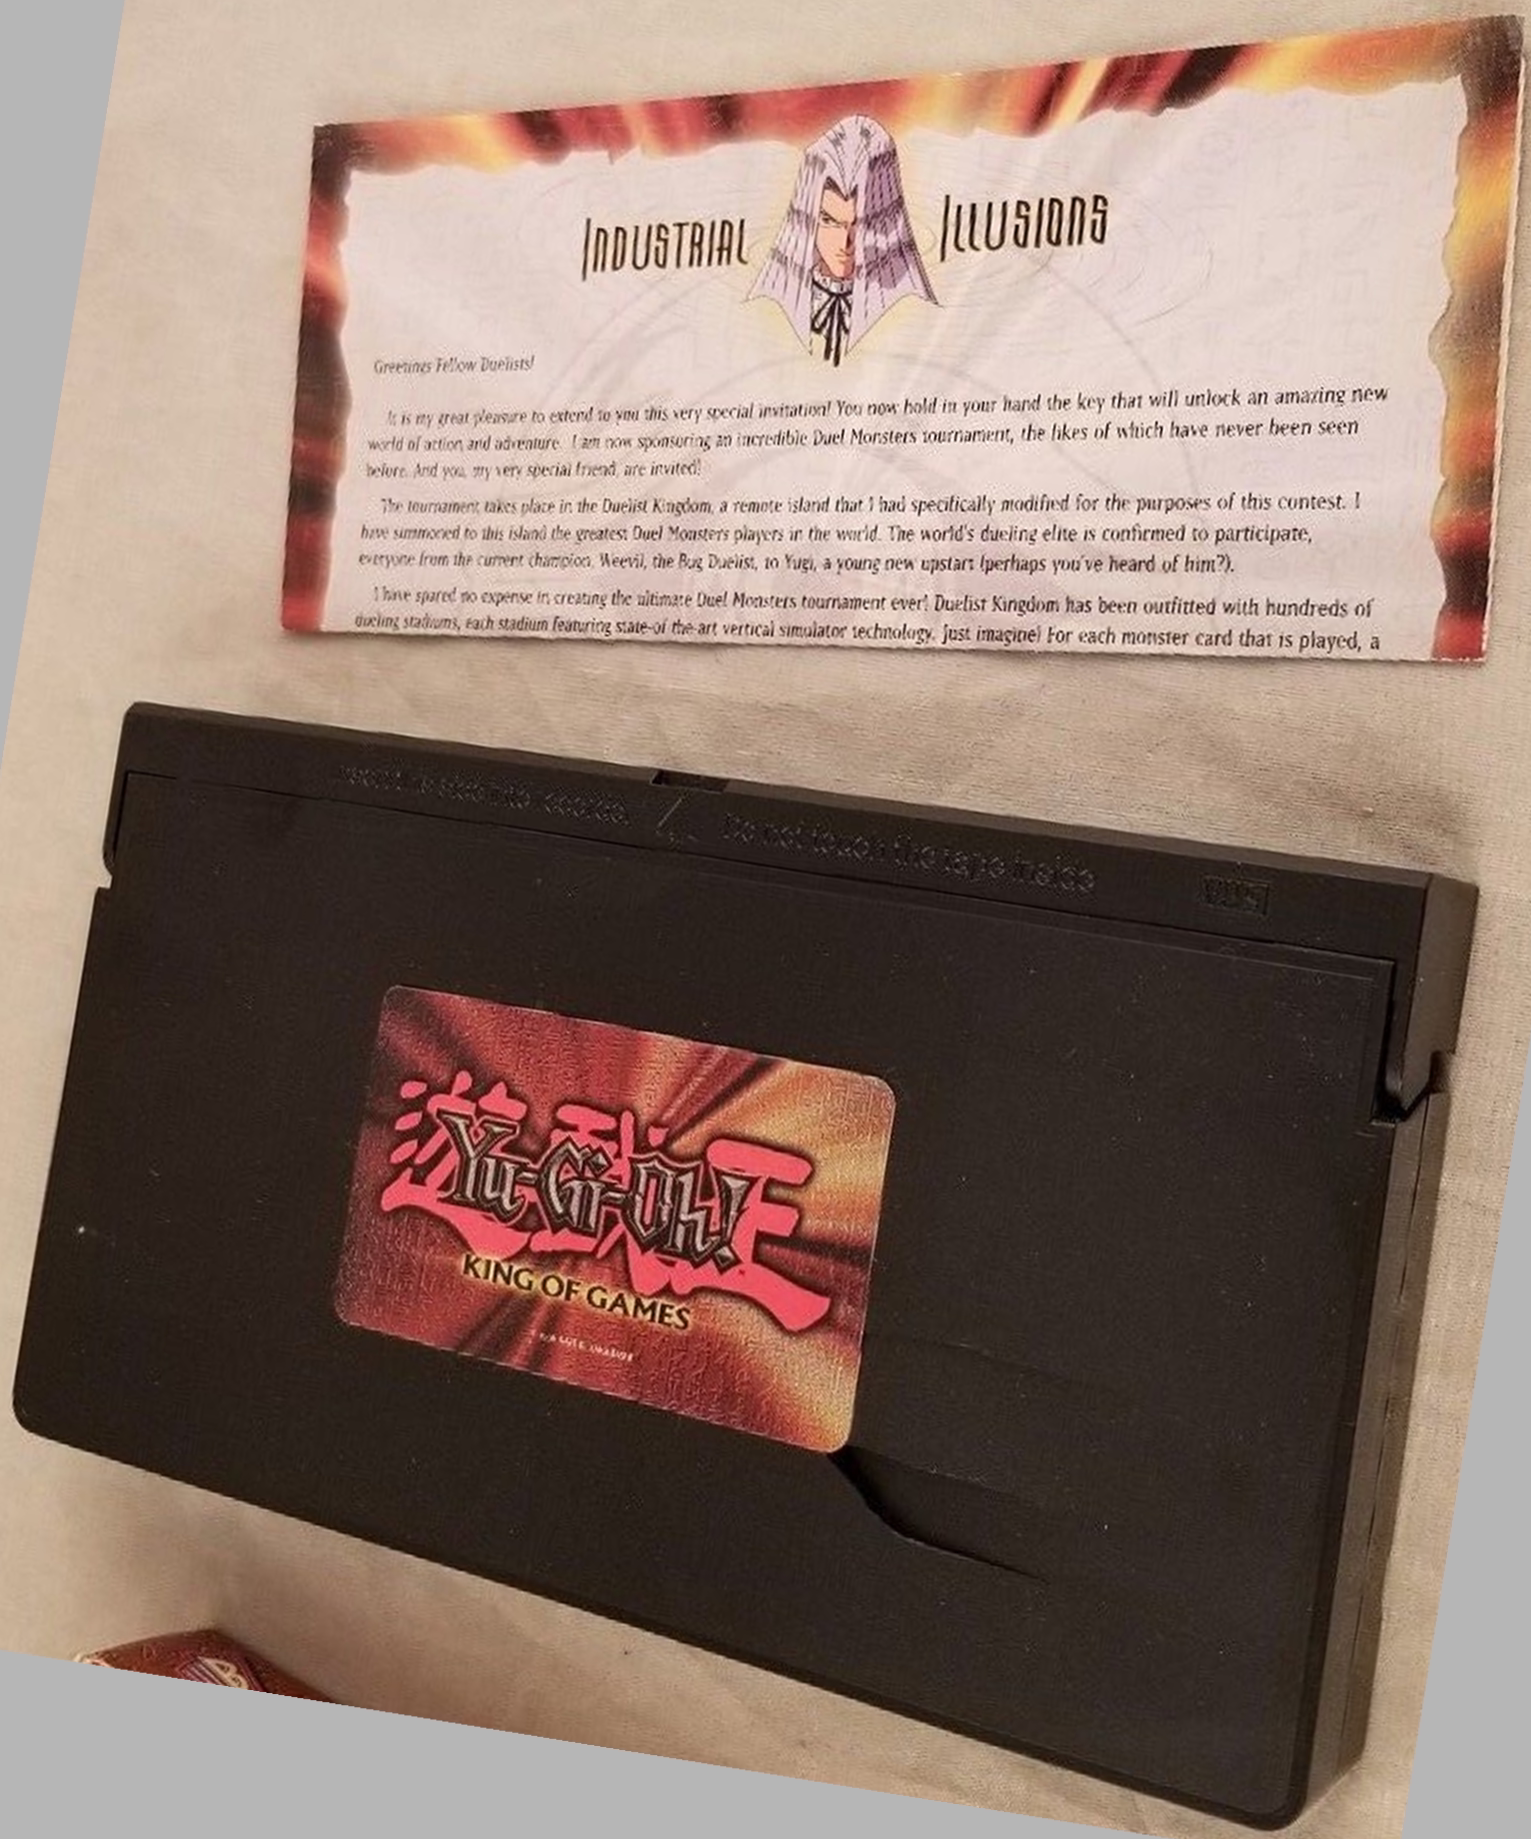 INDUSTRIAL ILLUSIONS
Greetings Fellow Duelists!
It is my great pleasure to extend to you this very special invitation! You now hold in your hand the key that will unlock an amazing new
world of action and adventure. I am now sponsoring an incredible Duel Monsters tournament, the likes of which have never been seen
before. And you, my very special friend, are invited!
The tournament takes place in the Duelist Kingdom, a remote island that I had specifically modified for the purposes of this contest. I
have summoned to this island the greatest Duel Monsters players in the world. The world's dueling elite is confirmed to participate,
everyone from the current champion, Weevil, the Bug Duelist, to Yugi, a young new upstart (perhaps you've heard of him?).
I have spared no expense in creating the ultimate Duel Monsters tournament ever! Duelist Kingdom has been outfitted with hundreds of
dueling stadiums, each stadium featuring state-of the-art vertical simulator technology. Just imagine! For each monster card that is played, a
Do not touch the tape inside
VHS
遊戯王
Yu-Gi-Oh!
KING OF GAMES